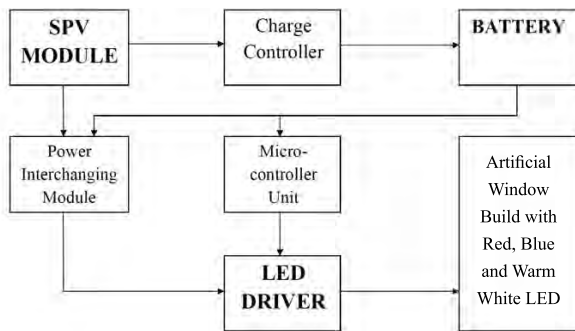 SPV
MODULE
Charge
Controller
BATTERY
Power
Interchanging
Module
Micro-
controller
Unit
Artificial
Window
Build with
Red, Blue
and Warm
White LED
LED
DRIVER